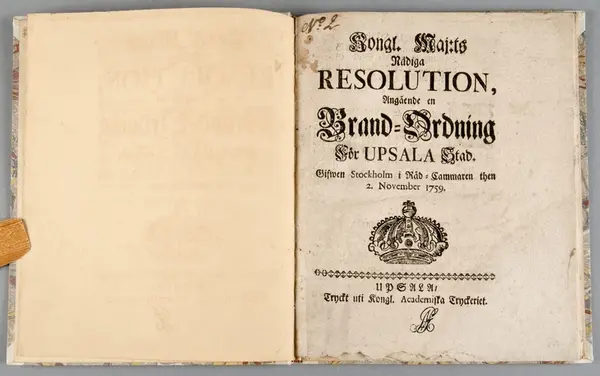 No 2
Kongl. Maj:ts
Nådiga
RESOLUTION,
Angående en
Brand-Ordning
För UPSALA Stad.
Gifwen Stockholm i Råd-Cammaren then
2. November 1759.
UPSALA,
Tryckt uti Kongl. Academiska Tryckeriet.